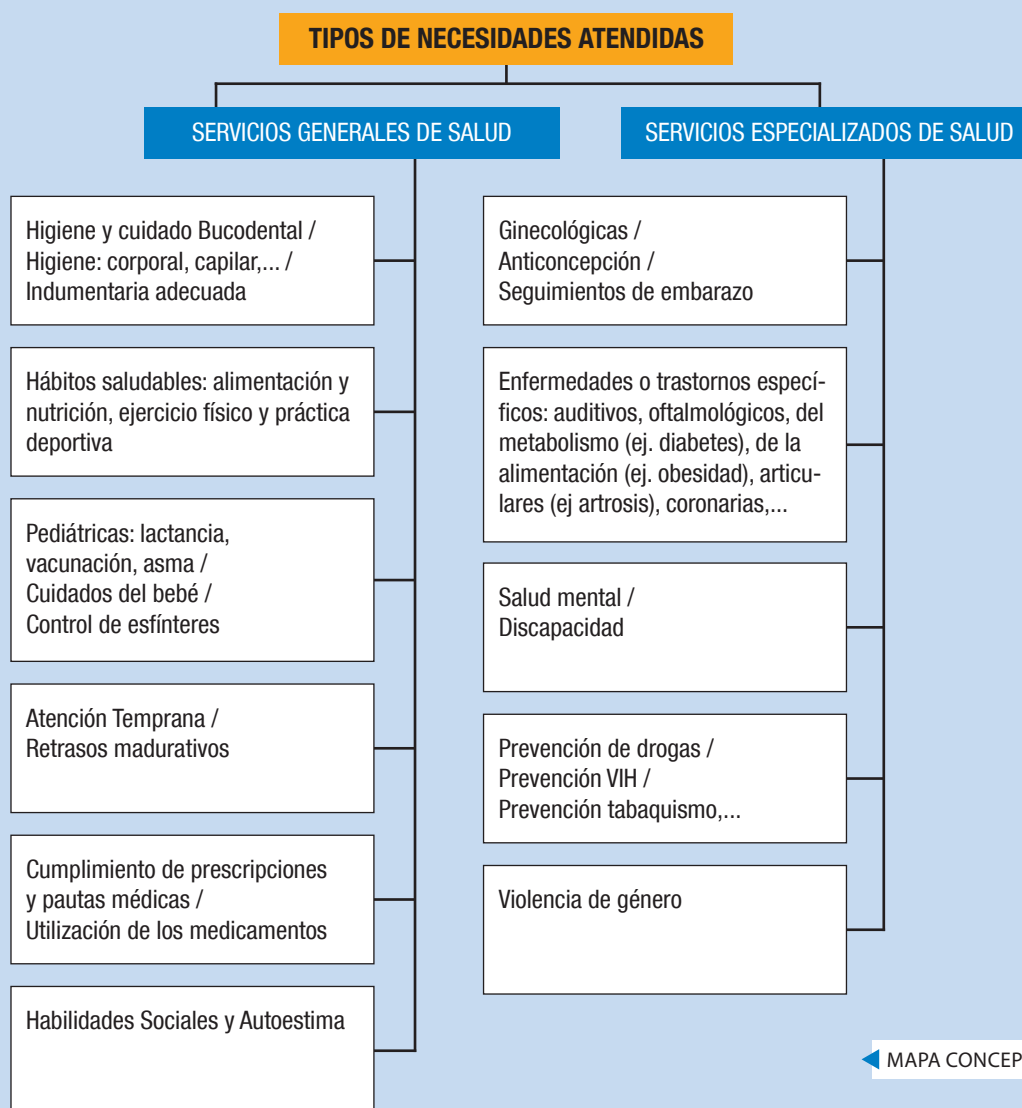 TIPOS DE NECESIDADES ATENDIDAS
SERVICIOS GENERALES DE SALUD
Higiene y cuidado Bucodental /
Higiene: corporal, capilar,... /
Indumentaria adecuada
Hábitos saludables: alimentación y
nutrición, ejercicio físico y práctica
deportiva
Pediátricas: lactancia,
vacunación, asma /
Cuidados del bebé /
Control de esfínteres
Atención Temprana /
Retrasos madurativos
Cumplimiento de prescripciones
y pautas médicas /
Utilización de los medicamentos
Habilidades Sociales y Autoestima
SERVICIOS ESPECIALIZADOS DE SALUD
Ginecológicas /
Anticoncepción /
Seguimientos de embarazo
Enfermedades o trastornos especí-
ficos: auditivos, oftalmológicos, del
metabolismo (ej. diabetes), de la
alimentación (ej. obesidad), articu-
lares (ej artrosis), coronarias,...
Salud mental /
Discapacidad
Prevención de drogas /
Prevención VIH /
Prevención tabaquismo,...
Violencia de género
MAPA CONCEP